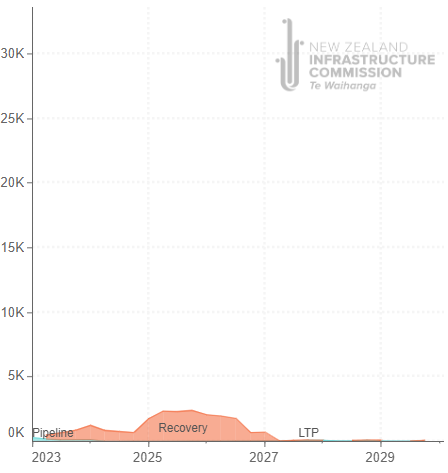 30K
NEW ZEALAND
INFRASTRUCTURE
COMMISSION
Te Waihanga
25K
20K
15K
10K
5K
0K
Pipeline
Recovery
LTP
2023
2025
2027
2029